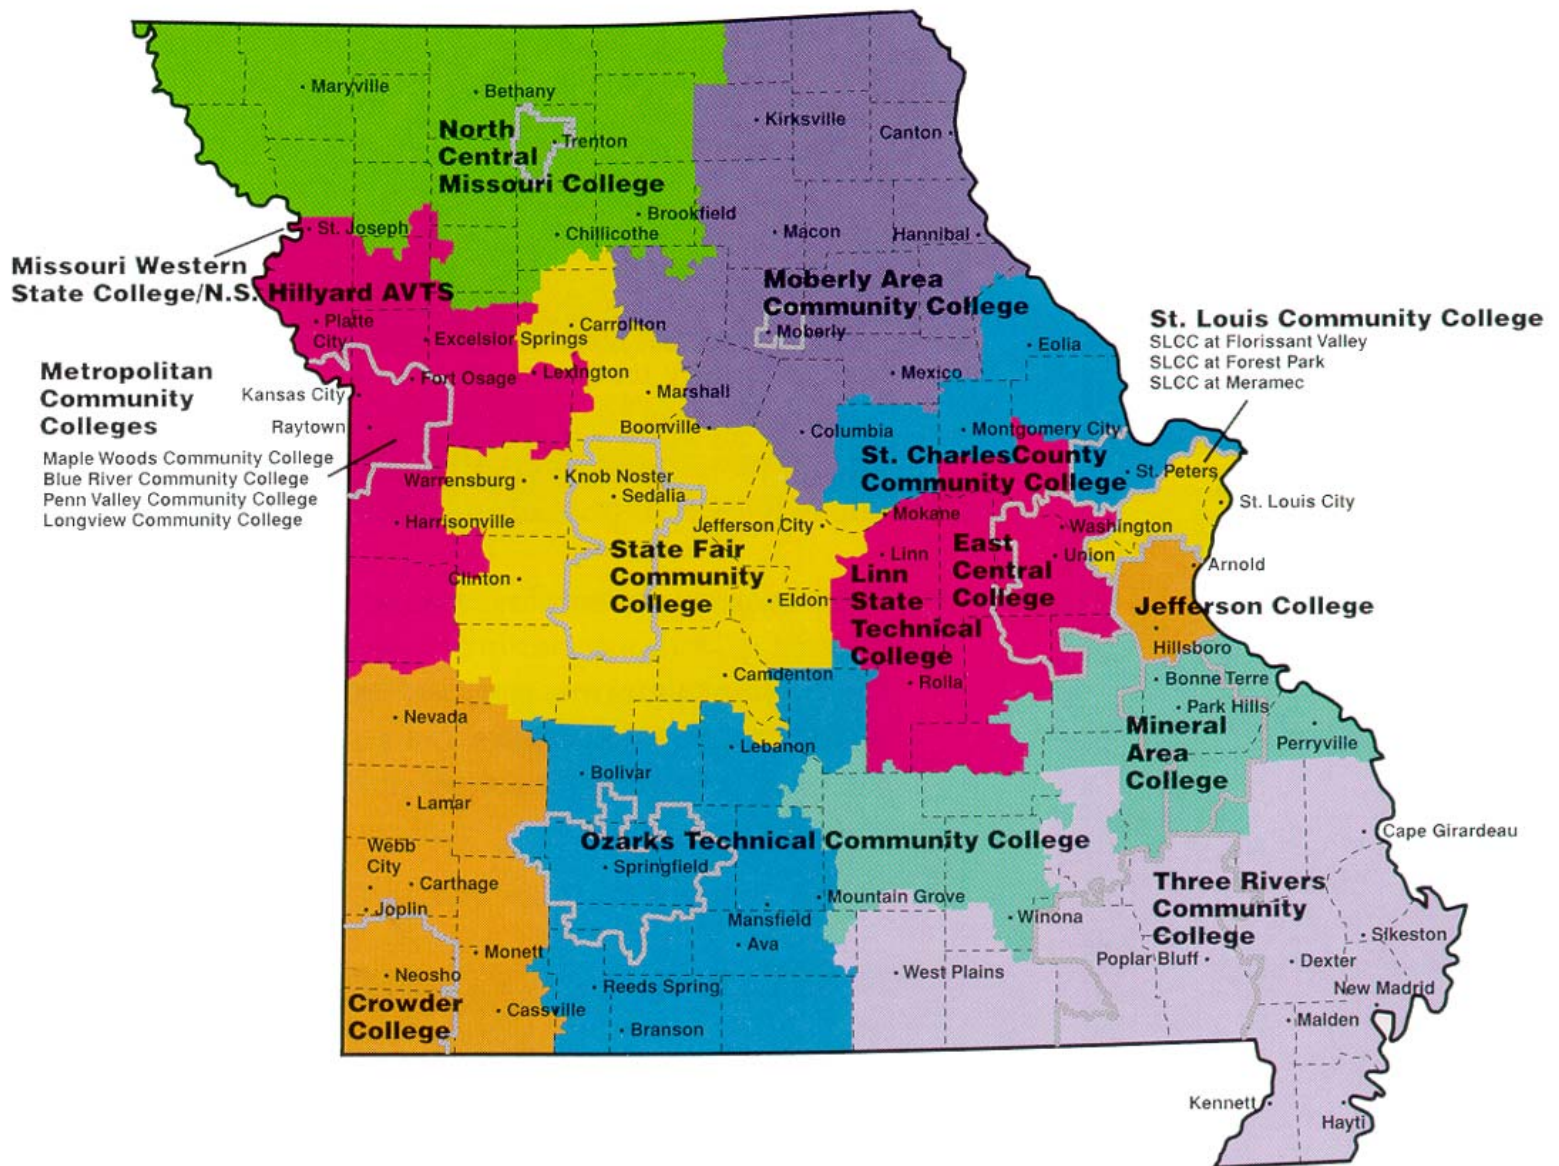 Maryville
Bethany
North
Central
Missouri College
Trenton
Kirksville
Canton
Brookfield
Chillicothe
Macon
Hannibal
St. Joseph
Missouri Western
State College/N.S. Hillyard AVTS
Moberly Area
Community College
Moberly
Platte
City
Excelsior Springs
Carrollton
Eolia
St. Louis Community College
SLCC at Florissant Valley
SLCC at Forest Park
SLCC at Meramec
Metropolitan
Community
Colleges
Maple Woods Community College
Blue River Community College
Penn Valley Community College
Longview Community College
Kansas City
Raytown
Fort Osage
Lexington
Marshall
Mexico
Boonville
Columbia
Montgomery City
St. CharlesCounty
Community College
St. Peters
St. Louis City
Warrensburg
Knob Noster
Sedalia
Harrisonville
Jefferson City
Mokane
Washington
Linn
Union
Arnold
State Fair
Community
College
Clinton
Eldon
Linn
State
Technical
College
East
Central
College
Jefferson College
Hillsboro
Camdenton
Rolla
Bonne Terre
Park Hills
Perryville
Mineral
Area
College
Nevada
Lebanon
Bolivar
Lamar
Ozarks Technical Community College
Springfield
Cape Girardeau
Webb
City
Carthage
Joplin
Mountain Grove
Mansfield
Ava
Winona
Three Rivers
Community
College
Sikeston
Monett
Neosho
Poplar Bluff
Dexter
West Plains
Reeds Spring
New Madrid
Crowder
College
Cassville
Branson
Malden
Kennett
Hayti